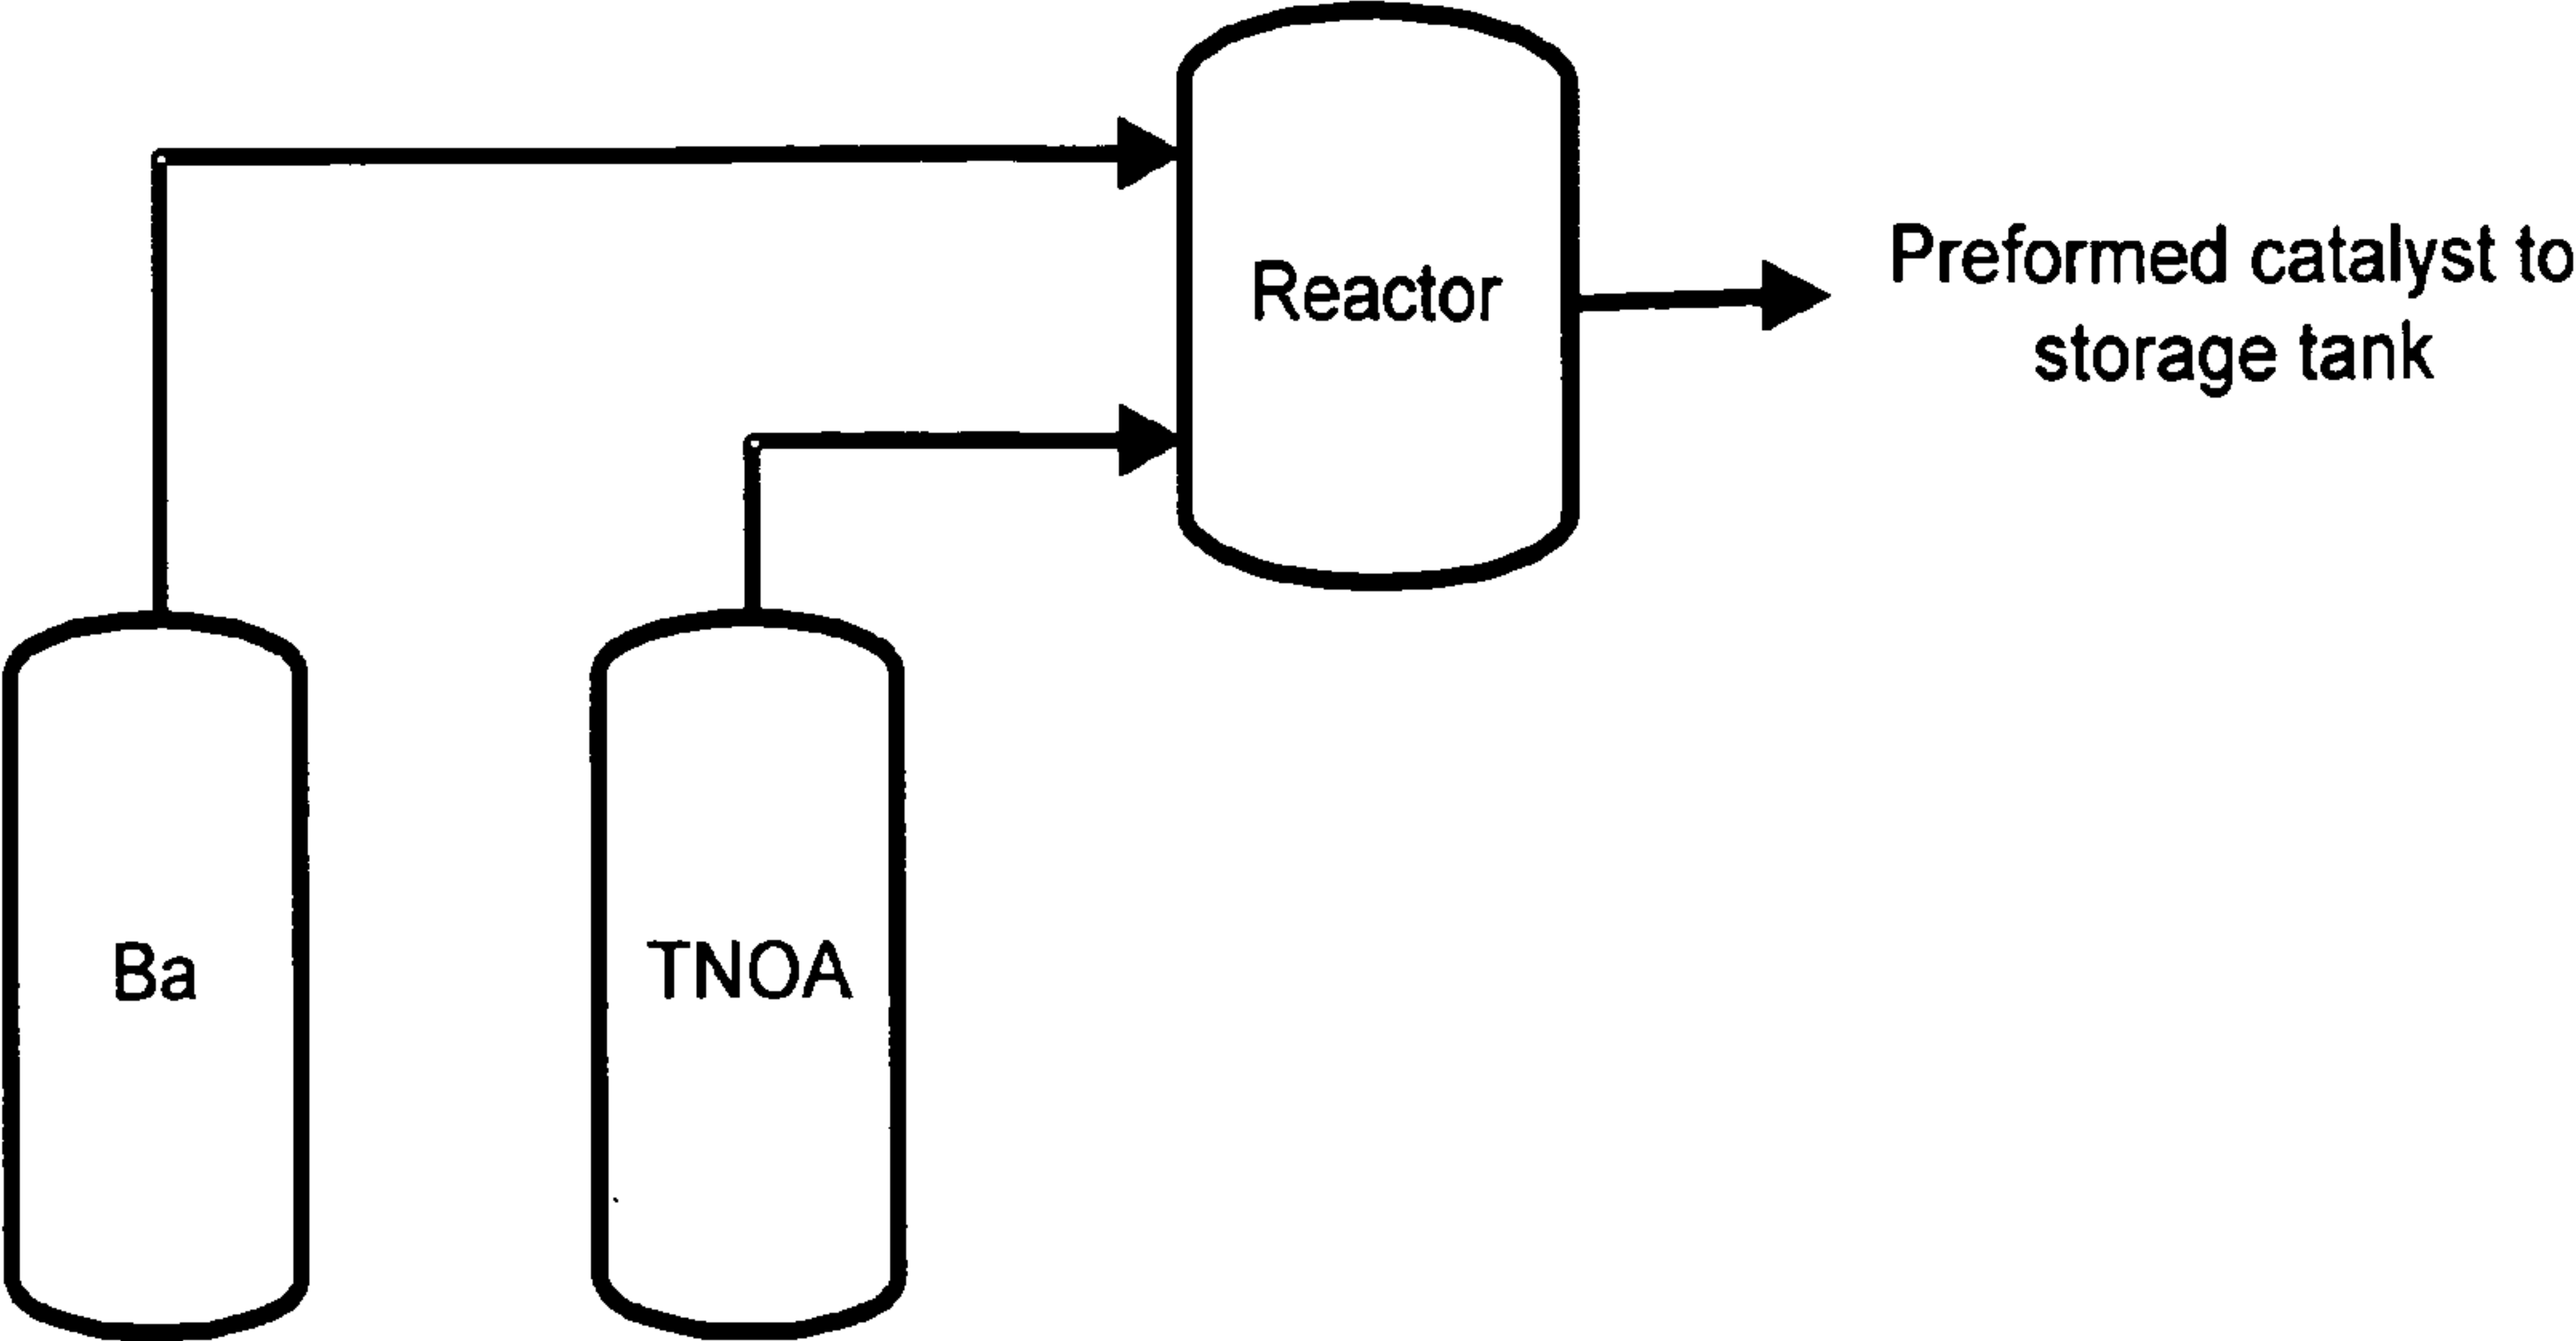 Reactor
Preformed catalyst to
storage tank
Ba
TNOA